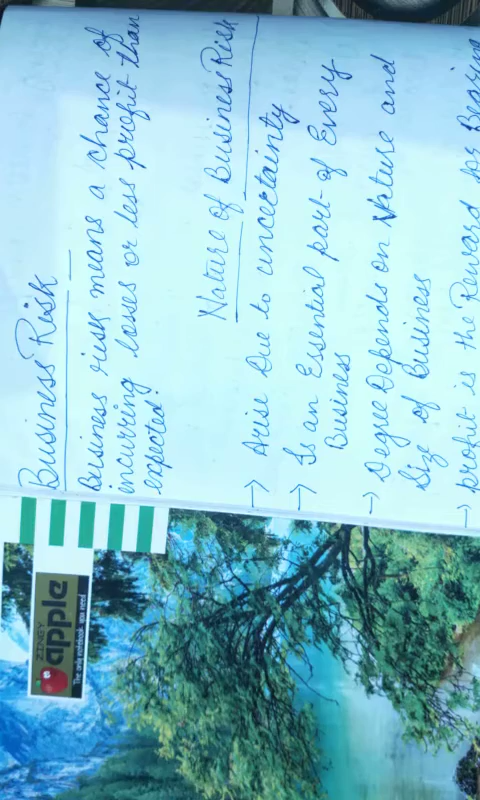 Business Risk
Business risk means a chance of
incurring losses or less profit than
expected.
Nature of Business Risk
→ Arise Due to uncertainty
→ Is an Essential part of Every
Business
→ Degree Depends on Nature and
Size of Business
→ profit is the Reward for Bearing
apple
The only notebook you need